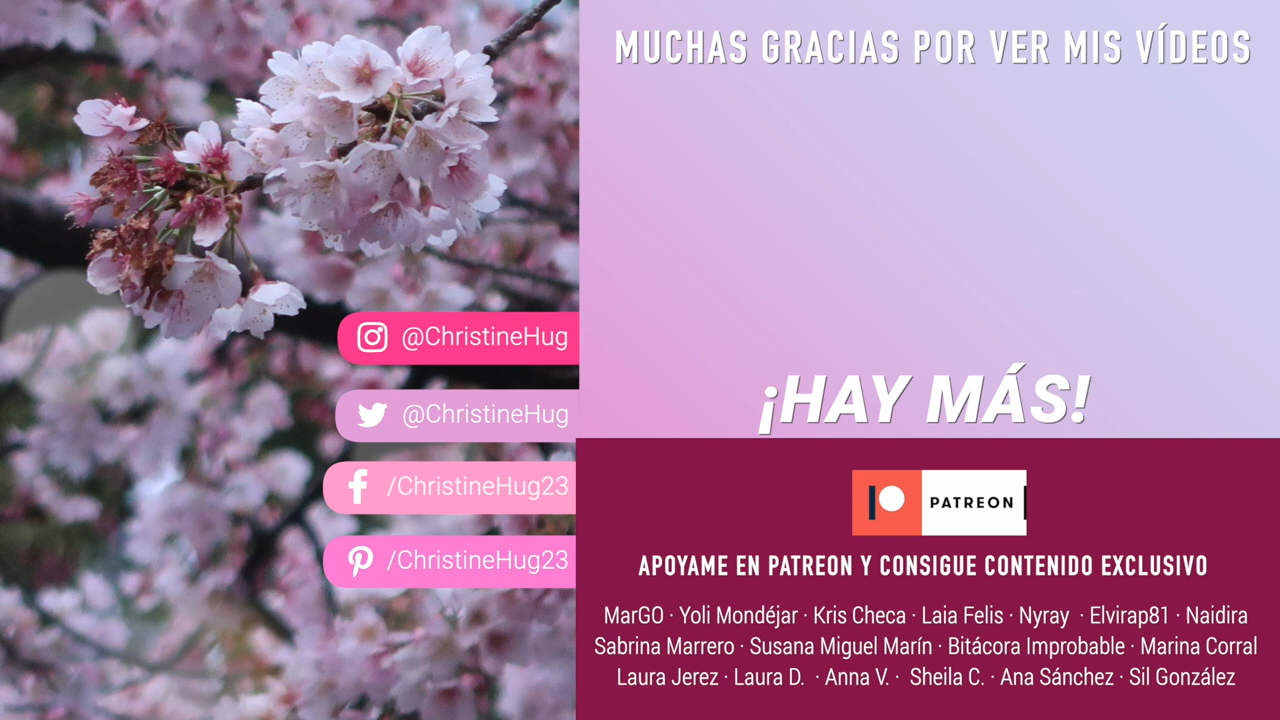 MUCHAS GRACIAS POR VER MIS VÍDEOS
@ChristineHug
@ChristineHug
/ChristineHug23
/ChristineHug23
¡HAY MÁS!
PATREON
APOYAME EN PATREON Y CONSIGUE CONTENIDO EXCLUSIVO
MarGO · Yoli Mondéjar · Kris Checa · Laia Felis · Nyray · Elvirap81 · Naidira
Sabrina Marrero · Susana Miguel Marín · Bitácora Improbable · Marina Corral
Laura Jerez · Laura D. · Anna V. · Sheila C. · Ana Sánchez · Sil González